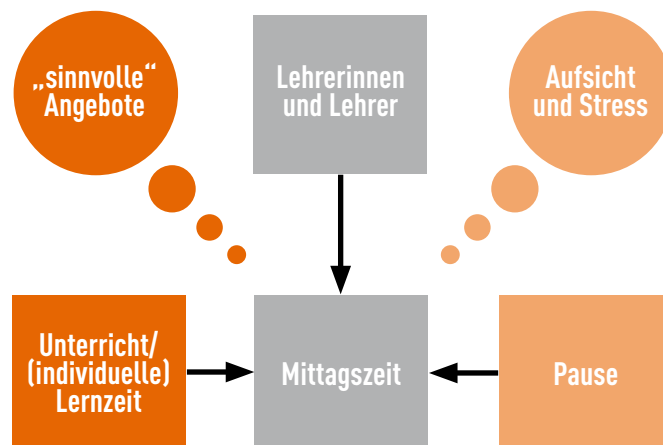 „sinnvolle“
Angebote
Lehrerinnen
und Lehrer
Aufsicht
und Stress
Unterricht/
(individuelle)
Lernzeit
Mittagszeit
Pause